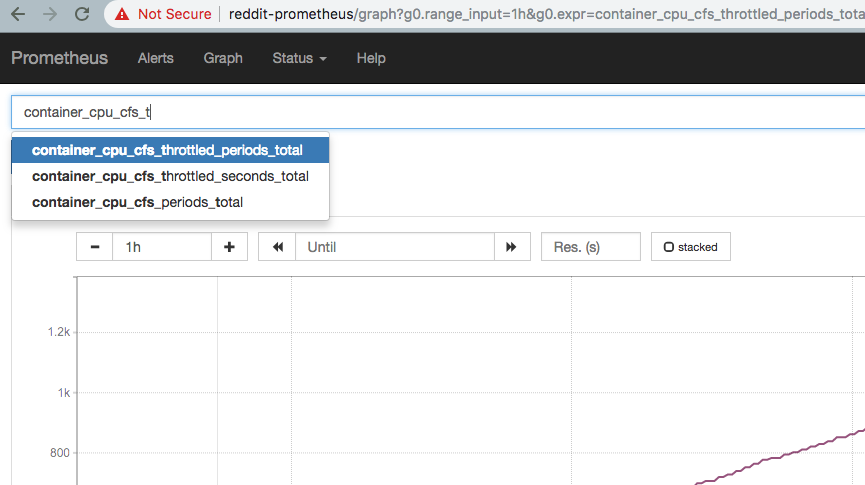 Not Secure reddit-prometheus/graph?g0.range_input=1h&g0.expr=container_cpu_cfs_throttled_periods_tota
Prometheus Alerts Graph Status Help
container_cpu_cfs_t
container_cpu_cfs_throttled_periods_total
container_cpu_cfs_throttled_seconds_total
container_cpu_cfs_periods_total
1h Until Res. (s) stacked
1.2k
1k
800